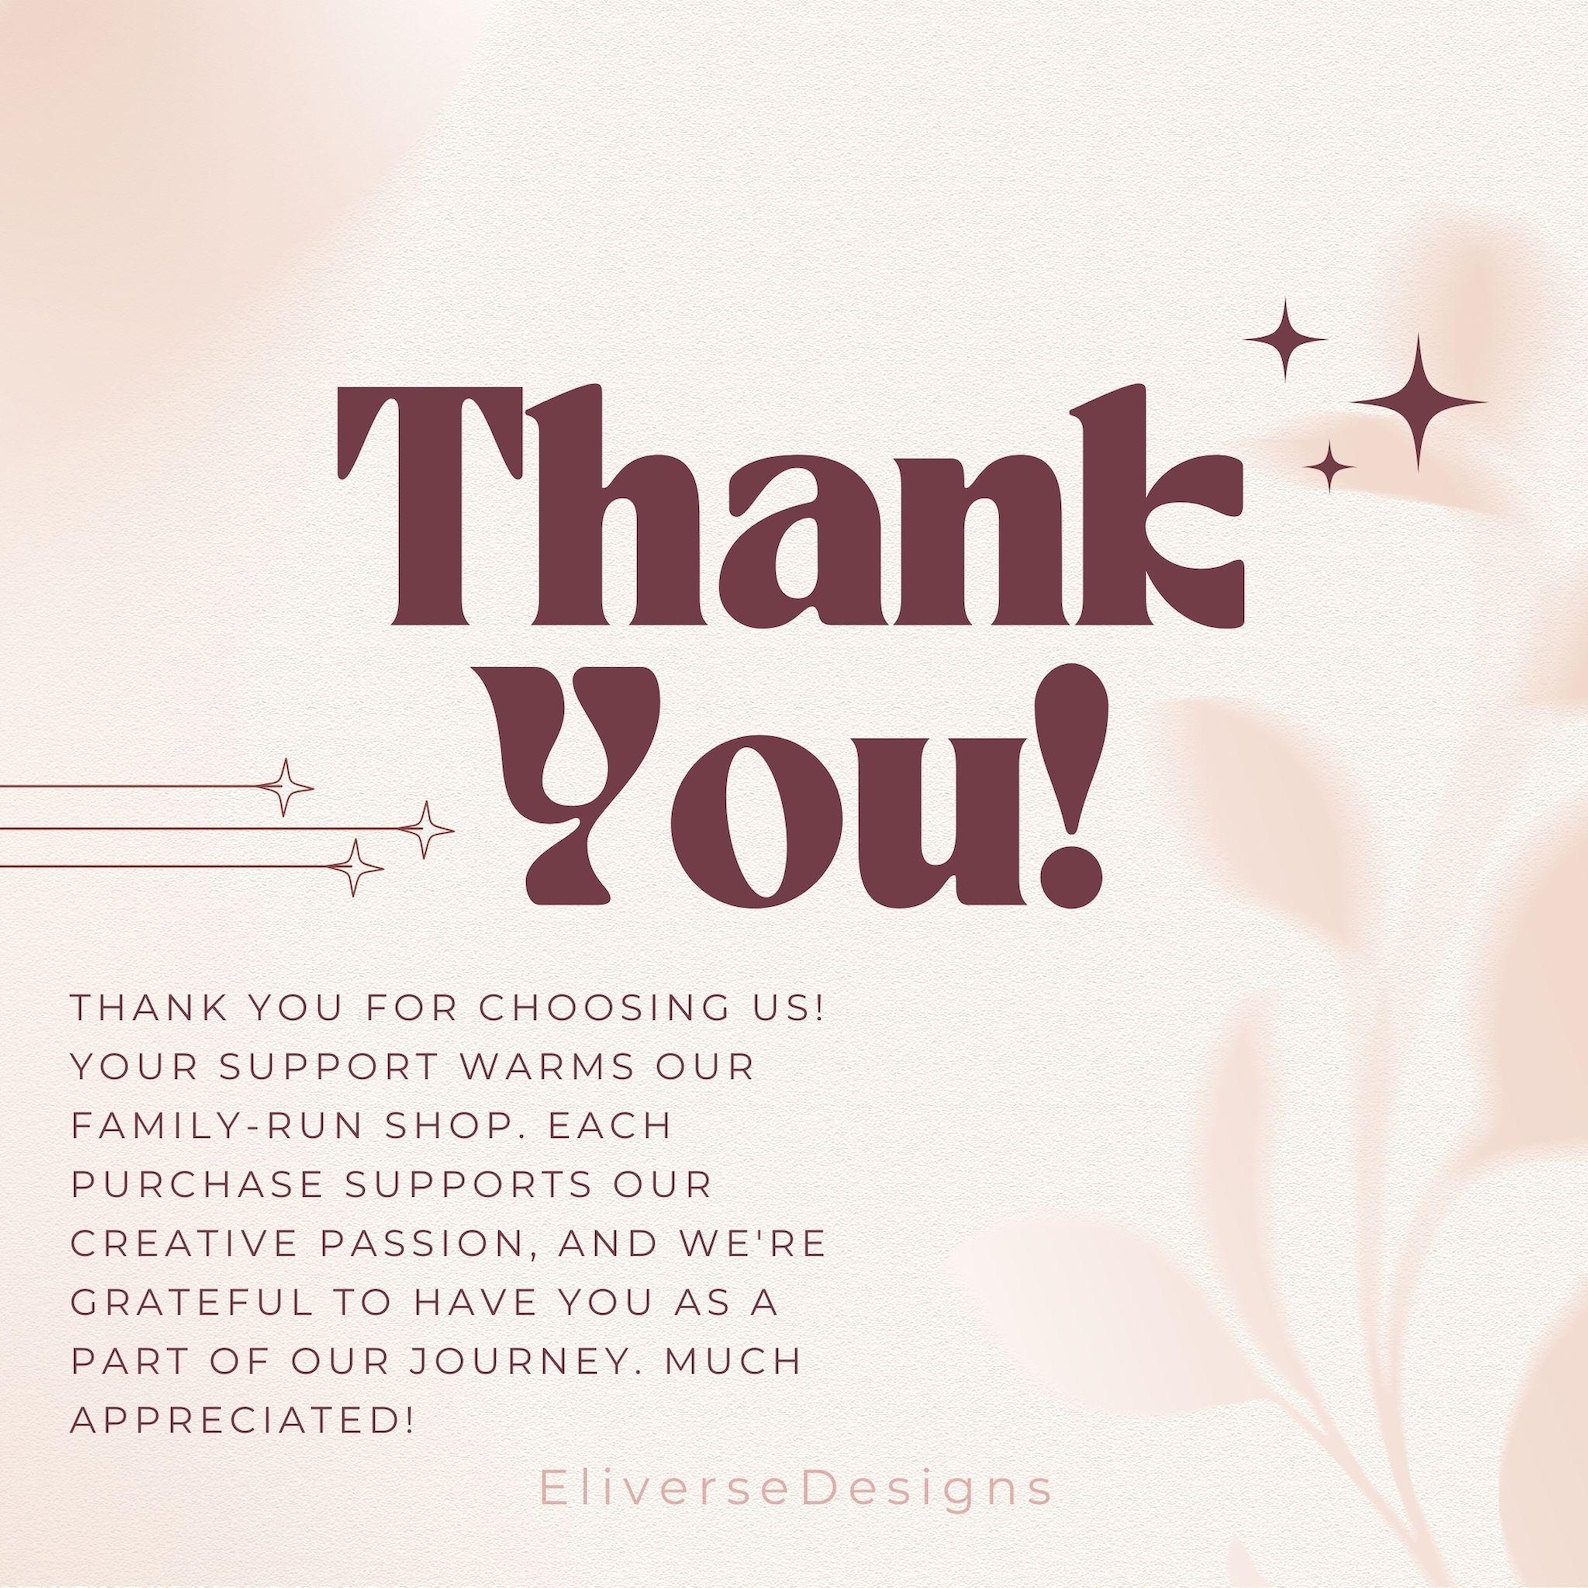 Thank
You!
THANK YOU FOR CHOOSING US!
YOUR SUPPORT WARMS OUR
FAMILY-RUN SHOP. EACH
PURCHASE SUPPORTS OUR
CREATIVE PASSION, AND WE'RE
GRATEFUL TO HAVE YOU AS A
PART OF OUR JOURNEY. MUCH
APPRECIATED!
EliverseDesigns